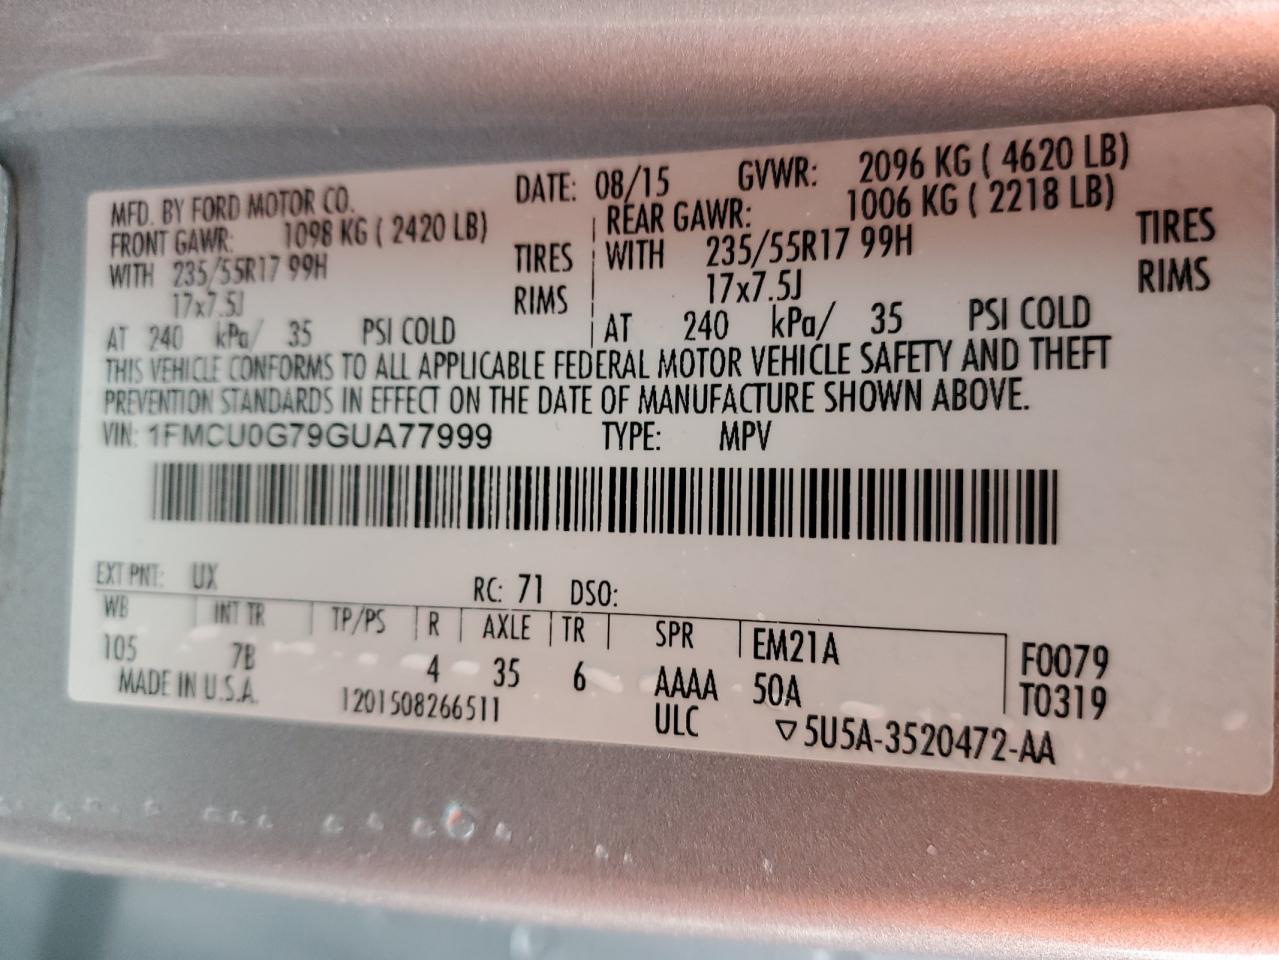 MFD. BY FORD MOTOR CO. DATE: 08/15 GVWR: 2096 KG ( 4620 LB)
FRONT GAWR: 1098 KG ( 2420 LB) REAR GAWR: 1006 KG ( 2218 LB)
WITH 235/55R17 99H TIRES WITH 235/55R17 99H TIRES
17x7.5J RIMS 17x7.5J RIMS
AT 240 kPa/ 35 PSI COLD AT 240 kPa/ 35 PSI COLD
THIS VEHICLE CONFORMS TO ALL APPLICABLE FEDERAL MOTOR VEHICLE SAFETY AND THEFT
PREVENTION STANDARDS IN EFFECT ON THE DATE OF MANUFACTURE SHOWN ABOVE.
VIN: 1FMCU0G79GUA77999 TYPE: MPV
EXT PNT: UX RC: 71 DSO:
WB INT TR TP/PS R AXLE TR SPR EM21A F0079
105 7B 4 35 6 AAAA 50A T0319
MADE IN U.S.A. 1201508266511 ULC ▽5U5A-3520472-AA